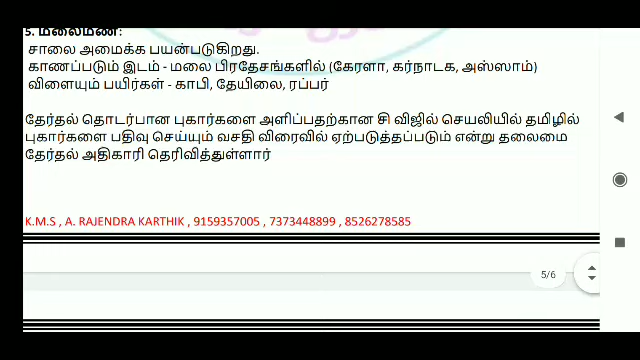 5. மலைமண்:
சாலை அமைக்க பயன்படுகிறது.
காணப்படும் இடம் - மலை பிரதேசங்களில் (கேரளா, கர்நாடக, அஸ்ஸாம்)
விளையும் பயிர்கள் - காபி, தேயிலை, ரப்பர்
தேர்தல் தொடர்பான புகார்களை அளிப்பதற்கான சி விஜில் செயலியில் தமிழில்
புகார்களை பதிவு செய்யும் வசதி விரைவில் ஏற்படுத்தப்படும் என்று தலைமை
தேர்தல் அதிகாரி தெரிவித்துள்ளார்
K.M.S , A. RAJENDRA KARTHIK , 9159357005 , 7373448899 , 8526278585
5/6